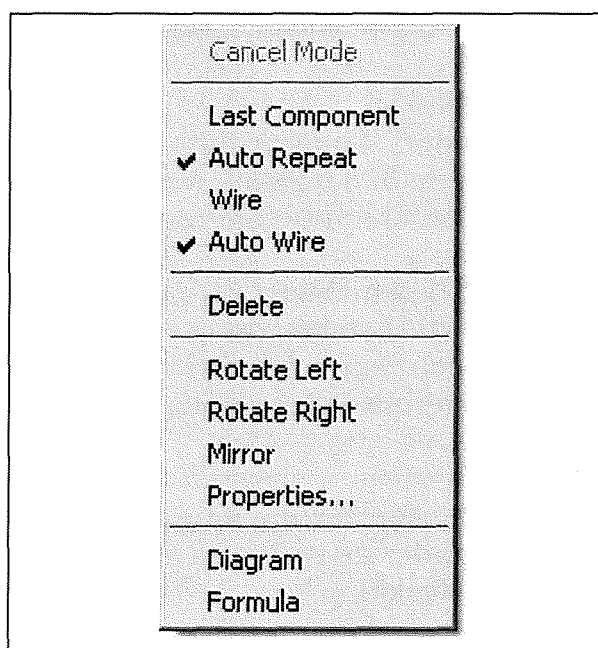 Cancel Mode
Last Component
Auto Repeat
Wire
Auto Wire
Delete
Rotate Left
Rotate Right
Mirror
Properties...
Diagram
Formula